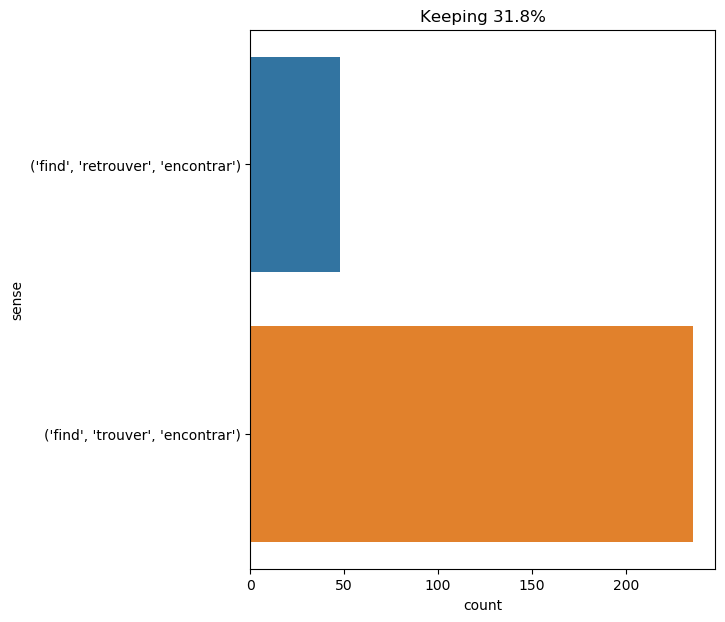 Keeping 31.8%
('find', 'retrouver', 'encontrar')
sense
('find', 'trouver', 'encontrar')
0 50 100 150 200
count